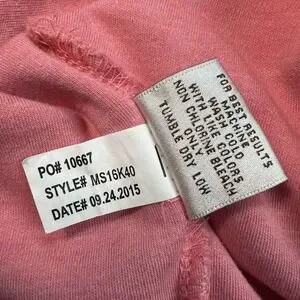 PO# 10667
STYLE# MS16K40
DATE# 09.24.2015
FOR BEST RESULTS
MACHINE
WASH COLD
WITH LIKE COLORS
NON CHLORINE BLEACH
ONLY
TUMBLE DRY LOW